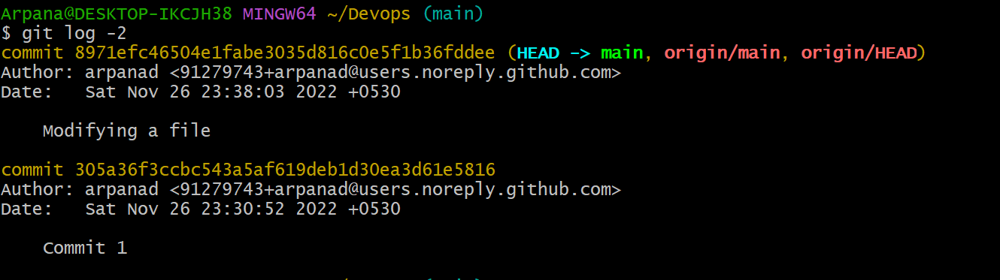 Arpana@DESKTOP-IKCJH38 MINGW64 ~/Devops (main)
$ git log -2
commit 8971efc46504e1fabe3035d816c0e5f1b36fddee (HEAD -> main, origin/main, origin/HEAD)
Author: arpanad <91279743+arpanad@users.noreply.github.com>
Date:   Sat Nov 26 23:38:03 2022 +0530
    Modifying a file
commit 305a36f3ccbc543a5af619deb1d30ea3d61e5816
Author: arpanad <91279743+arpanad@users.noreply.github.com>
Date:   Sat Nov 26 23:30:52 2022 +0530
    Commit 1